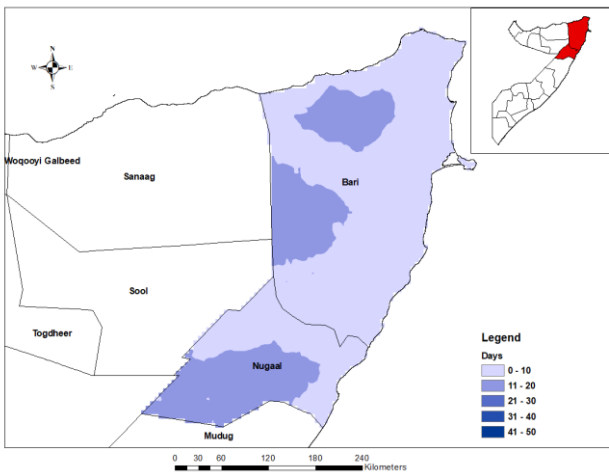 N
W E
S
Woqooyi Galbeed
Sanaag
Bari
Sool
Togdheer
Nugaal
Mudug
Legend
Days
0 - 10
11 - 20
21 - 30
31 - 40
41 - 50
0 30 60 120 180 240
Kilometers